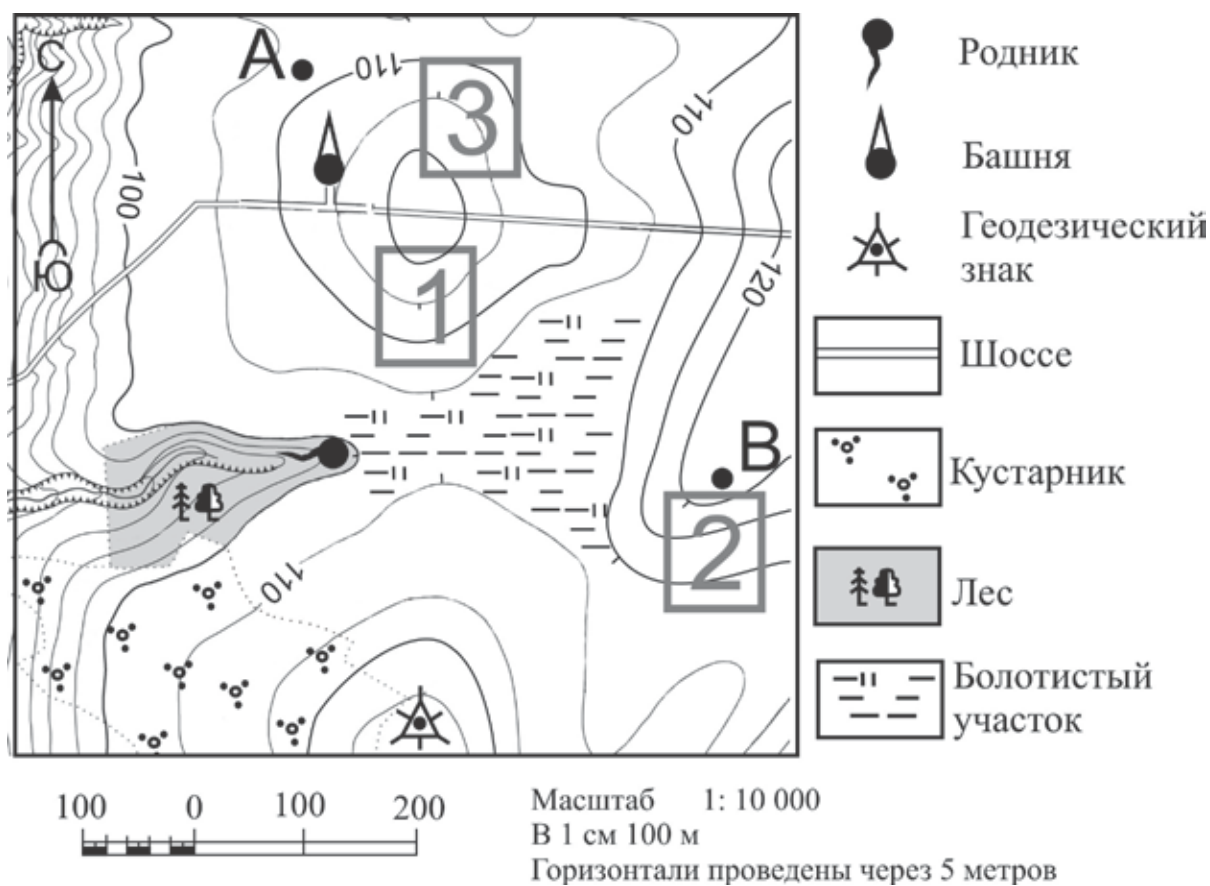 С
Ю
А
110
3
100
1
110
120
В
2
110
Родник
Башня
Геодезический
знак
Шоссе
Кустарник
Лес
Болотистый
участок
100 0 100 200
Масштаб 1: 10 000
В 1 см 100 м
Горизонтали проведены через 5 метров